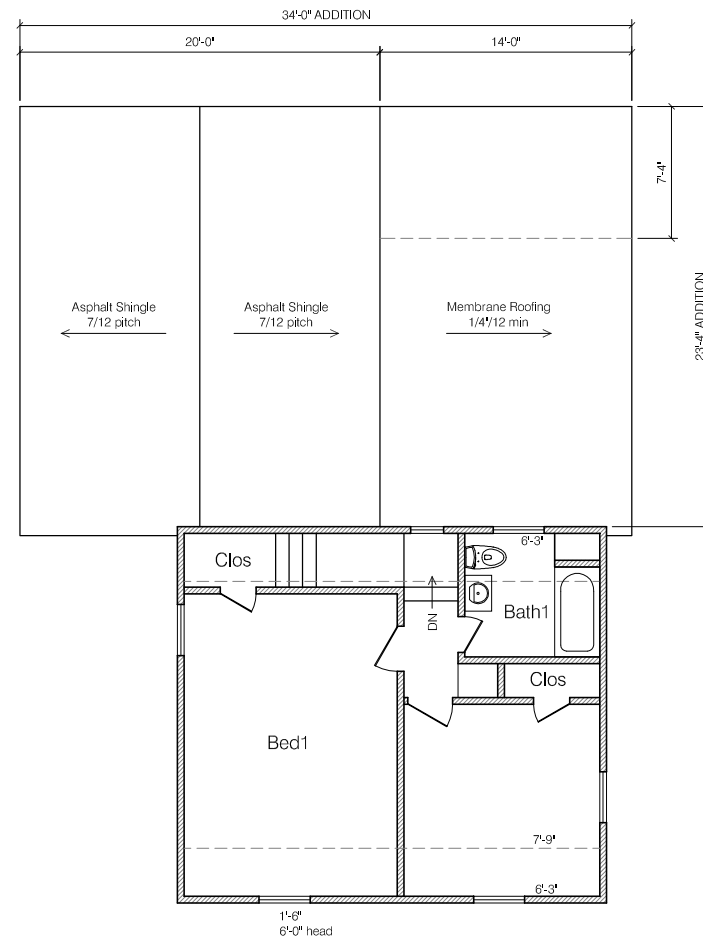 34'-0" ADDITION
20'-0"
14'-0"
7'-4"
23'-4" ADDITION
Asphalt Shingle
7/12 pitch
Asphalt Shingle
7/12 pitch
Membrane Roofing
1/4"/12 min
6'-3"
Clos
Bath1
DN
Clos
Bed1
7'-9"
6'-3"
1'-6"
6'-0" head